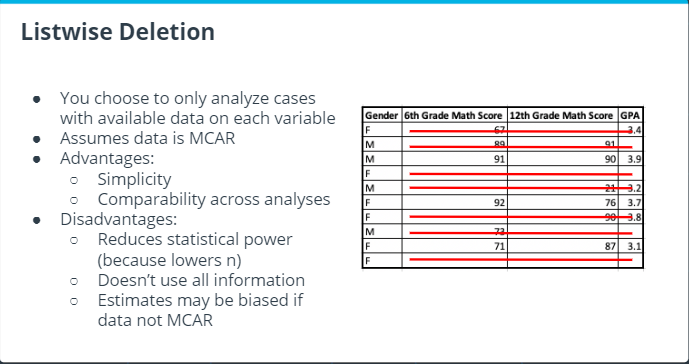 Listwise Deletion
● You choose to only analyze cases
with available data on each variable
● Assumes data is MCAR
● Advantages:
○ Simplicity
○ Comparability across analyses
● Disadvantages:
○ Reduces statistical power
(because lowers n)
○ Doesn’t use all information
○ Estimates may be biased if
data not MCAR
Gender 6th Grade Math Score 12th Grade Math Score GPA
F 67 3.4
M 89 91
M 91 90 3.9
F
M 21 3.2
F 92 76 3.7
F 90 3.8
M 73
F 71 87 3.1
F